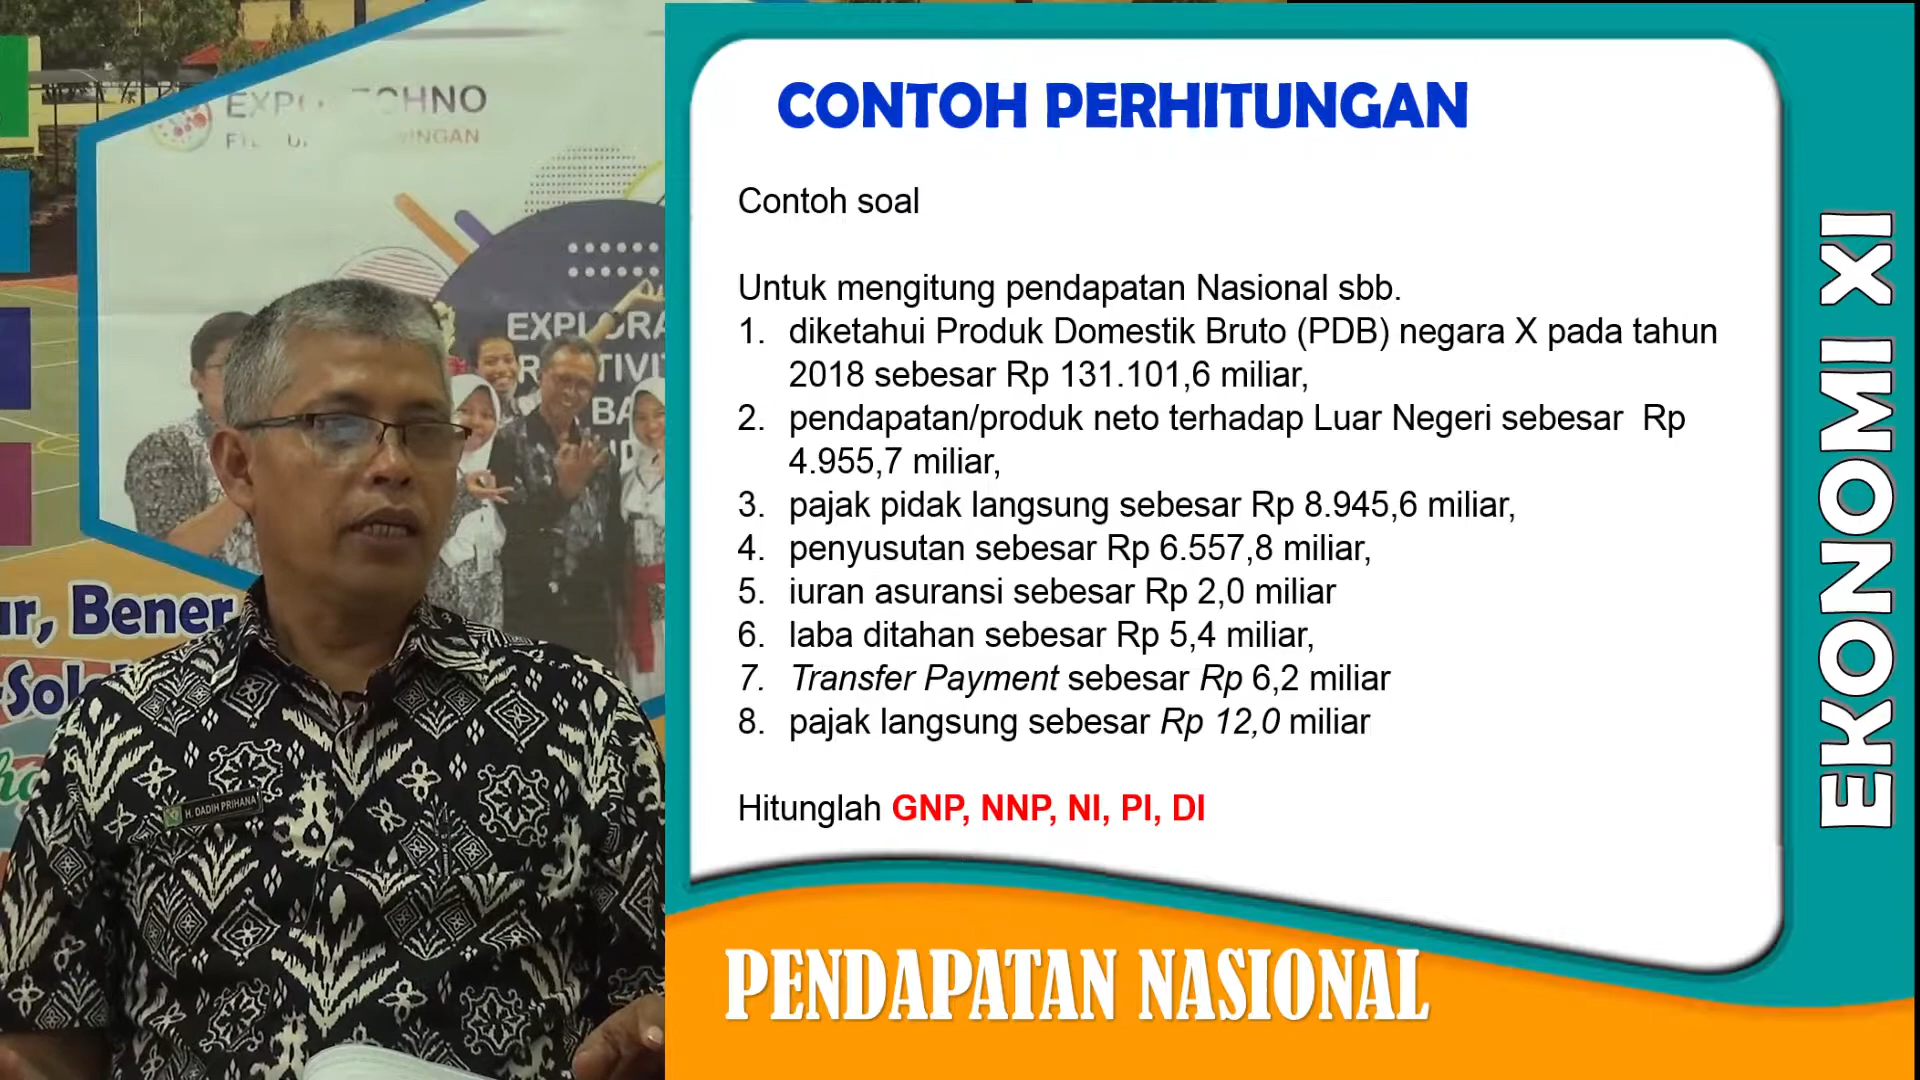 CONTOH PERHITUNGAN
Contoh soal
Untuk mengitung pendapatan Nasional sbb.
1. diketahui Produk Domestik Bruto (PDB) negara X pada tahun
2018 sebesar Rp 131.101,6 miliar,
2. pendapatan/produk neto terhadap Luar Negeri sebesar Rp
4.955,7 miliar,
3. pajak pidak langsung sebesar Rp 8.945,6 miliar,
4. penyusutan sebesar Rp 6.557,8 miliar,
5. iuran asuransi sebesar Rp 2,0 miliar
6. laba ditahan sebesar Rp 5,4 miliar,
7. Transfer Payment sebesar Rp 6,2 miliar
8. pajak langsung sebesar Rp 12,0 miliar
Hitunglah GNP, NNP, NI, PI, DI
PENDAPATAN NASIONAL
EKONOMI XI
Bener
H. DADIH PRIHANA